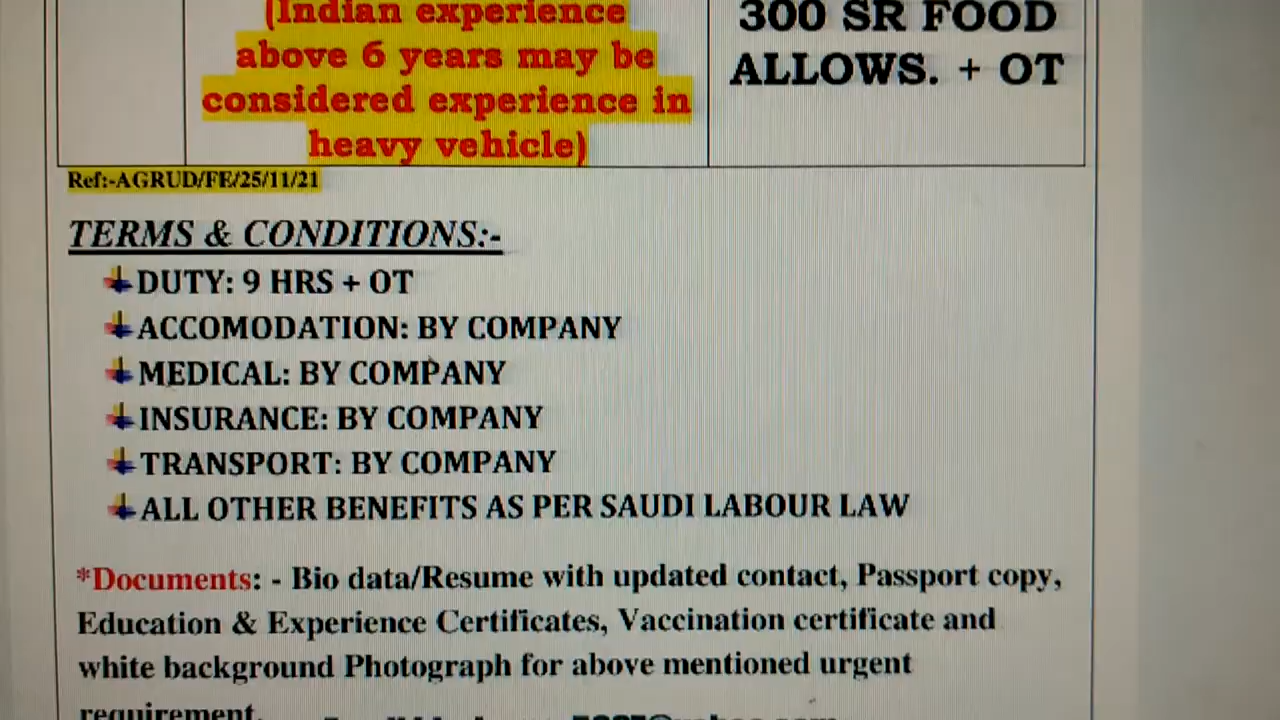 (Indian experience
above 6 years may be
considered experience in
heavy vehicle)
300 SR FOOD
ALLOWS. + OT
Ref:-AGRUD/FE/25/11/21
TERMS & CONDITIONS:-
DUTY: 9 HRS + OT
ACCOMODATION: BY COMPANY
MEDICAL: BY COMPANY
INSURANCE: BY COMPANY
TRANSPORT: BY COMPANY
ALL OTHER BENEFITS AS PER SAUDI LABOUR LAW
*Documents: - Bio data/Resume with updated contact, Passport copy,
Education & Experience Certificates, Vaccination certificate and
white background Photograph for above mentioned urgent
requirement.